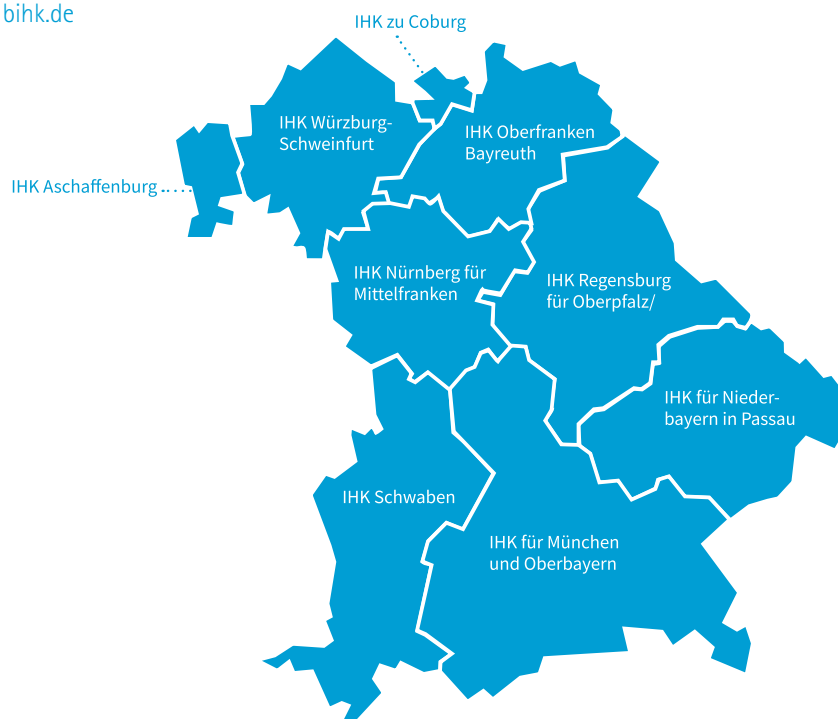 bihk.de
IHK zu Coburg
IHK Würzburg-
Schweinfurt
IHK Oberfranken
Bayreuth
IHK Aschaffenburg
IHK Nürnberg für
Mittelfranken
IHK Regensburg
für Oberpfalz/
IHK für Nieder-
bayern in Passau
IHK Schwaben
IHK für München
und Oberbayern